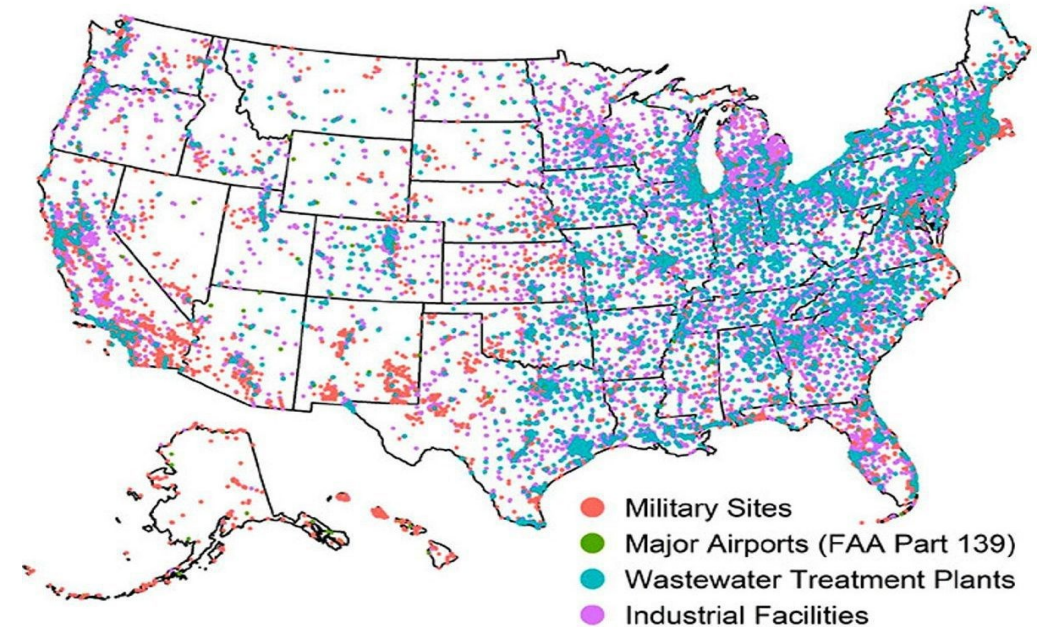 Military Sites
Major Airports (FAA Part 139)
Wastewater Treatment Plants
Industrial Facilities